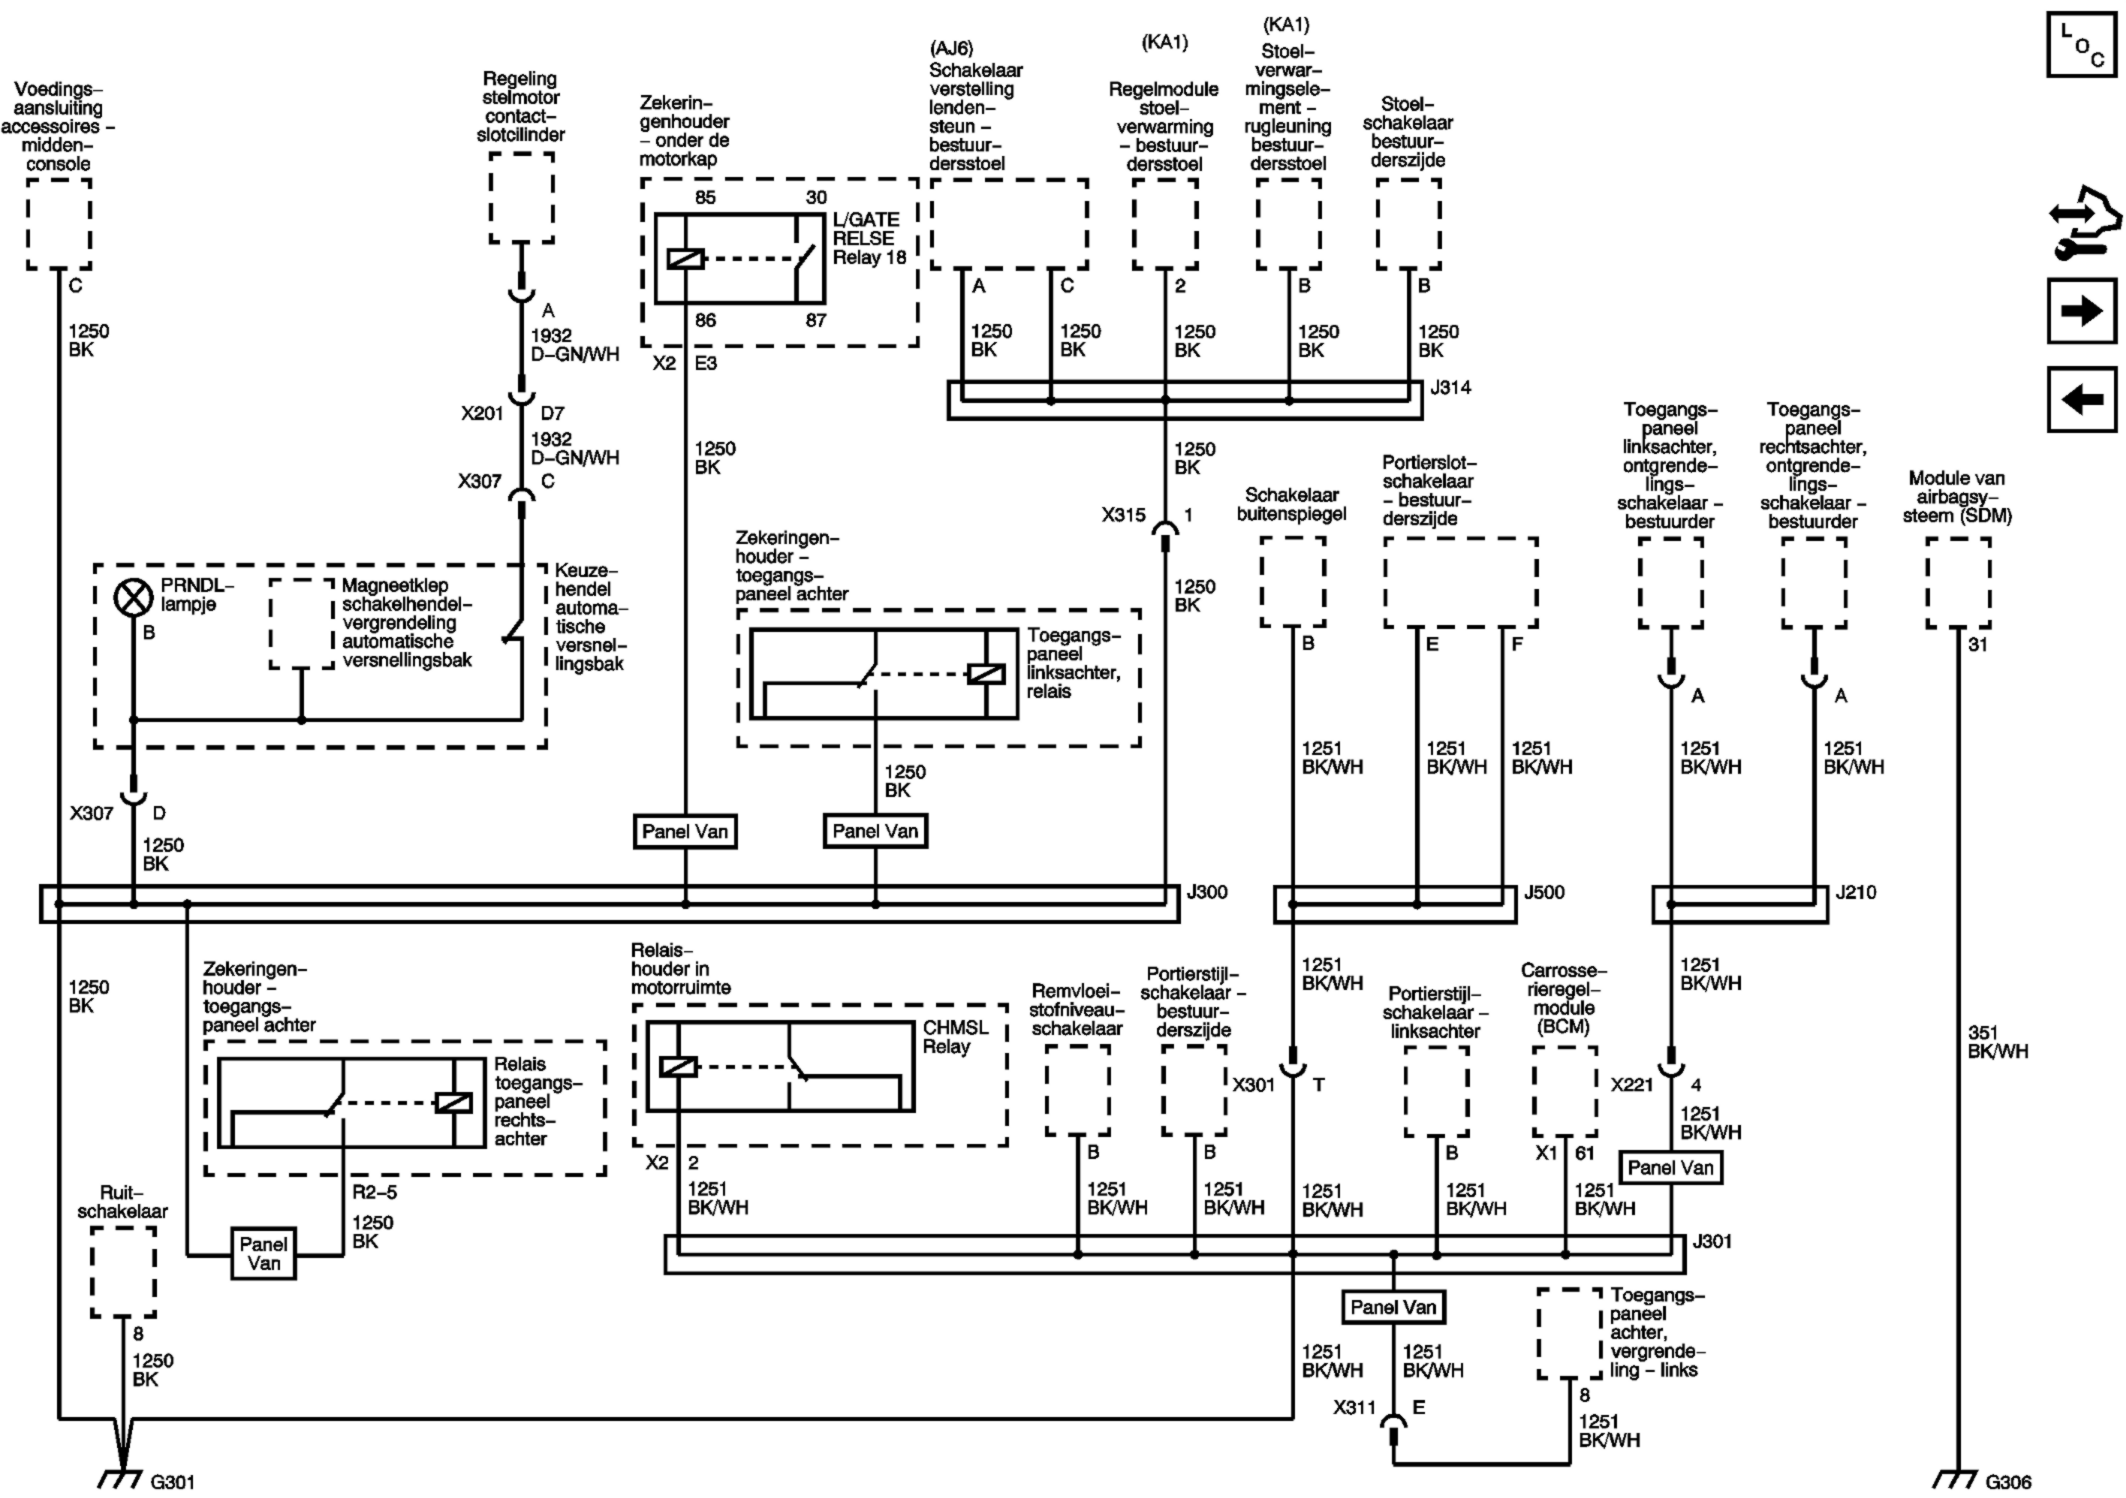 L
O
C
Voedings–
aansluiting
accessoires –
midden–
console
C
1250
BK
Regeling
stelmotor
contact–
slotcilinder
A
1932
D–GN/WH
X201
D7
1932
D–GN/WH
X307
C
Zekerin–
genhouder
– onder de
motorkap
85
30
L/GATE
RELSE
Relay 18
86
87
X2
E3
1250
BK
(AJ6)
Schakelaar
verstelling
lenden–
steun –
bestuur–
dersstoel
A
C
1250
BK
1250
BK
(KA1)
Regelmodule
stoel–
verwarming
– bestuur–
dersstoel
2
1250
BK
(KA1)
Stoel–
verwar–
mingsele–
ment –
rugleuning
bestuur–
dersstoel
B
1250
BK
Stoel–
schakelaar
bestuur–
derszijde
B
1250
BK
J314
1250
BK
X315
1
1250
BK
PRNDL–
lampje
B
Magneetklep
schakelhendel–
vergrendeling
automatische
versnellingsbak
Keuze–
hendel
automa–
tische
versnel–
lingsbak
X307
D
1250
BK
Zekeringen–
houder –
toegangs–
paneel achter
Toegangs–
paneel
linksachter,
relais
1250
BK
Panel Van
Panel Van
J300
Schakelaar
buitenspiegel
B
1251
BK/WH
Portierslot–
schakelaar
– bestuur–
derszijde
E
F
1251
BK/WH
1251
BK/WH
J500
Toegangs–
paneel
linksachter,
ontgrende–
lings–
schakelaar –
bestuurder
A
1251
BK/WH
Toegangs–
paneel
rechtsachter,
ontgrende–
lings–
schakelaar –
bestuurder
A
1251
BK/WH
J210
Module van
airbagsy–
steem (SDM)
31
351
BK/WH
G306
1250
BK
Zekeringen–
houder –
toegangs–
paneel achter
Relais
toegangs–
paneel
rechts–
achter
R2–5
1250
BK
Panel
Van
Ruit–
schakelaar
8
1250
BK
G301
Relais–
houder in
motorruimte
CHMSL
Relay
X2
2
1251
BK/WH
Remvloei–
stofniveau–
schakelaar
B
1251
BK/WH
Portierstijl–
schakelaar –
bestuur–
derszijde
B
1251
BK/WH
1251
BK/WH
X301
T
1251
BK/WH
Portierstijl–
schakelaar –
linksachter
B
1251
BK/WH
Carrosse–
rieregel–
module
(BCM)
X1
61
1251
BK/WH
1251
BK/WH
X221
4
1251
BK/WH
Panel Van
J301
Panel Van
1251
BK/WH
1251
BK/WH
X311
E
Toegangs–
paneel
achter,
vergrende–
ling – links
8
1251
BK/WH